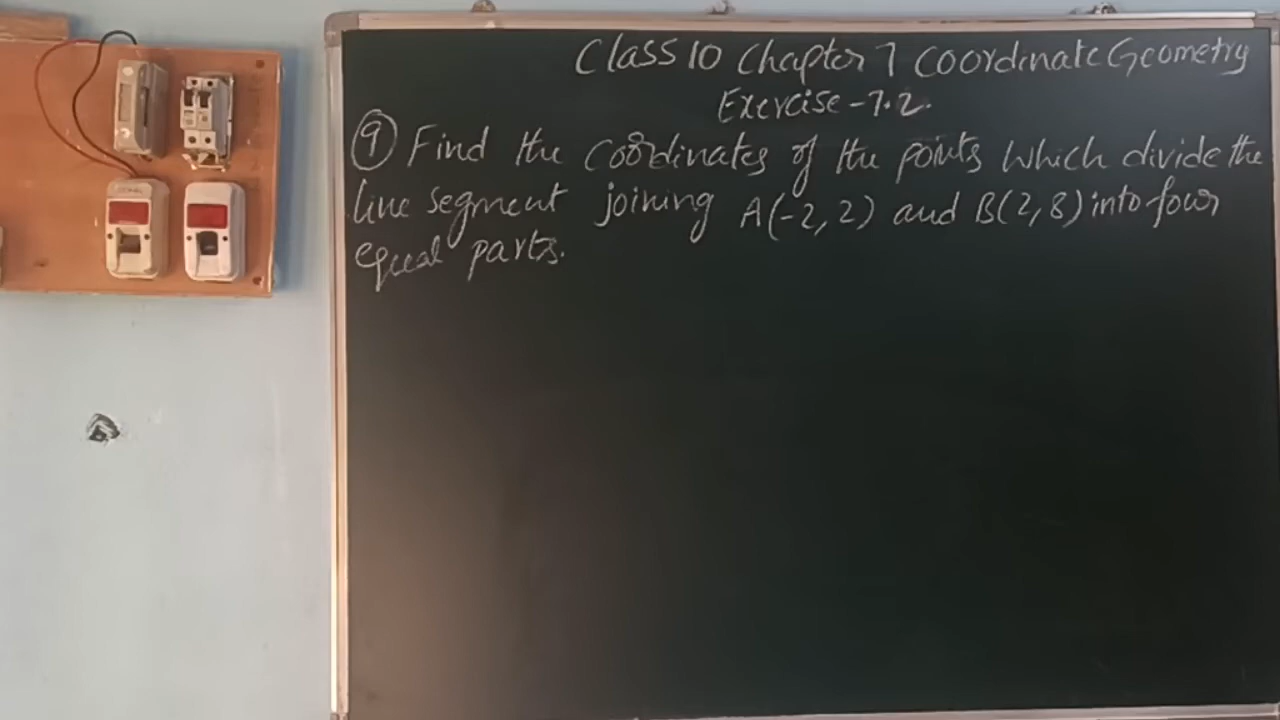 Class 10 Chapter 7 Coordinate Geometry
Exercise - 7.2.
9 Find the coordinates of the points which divide the
line segment joining A(-2, 2) and B(2, 8) into four
equal parts.